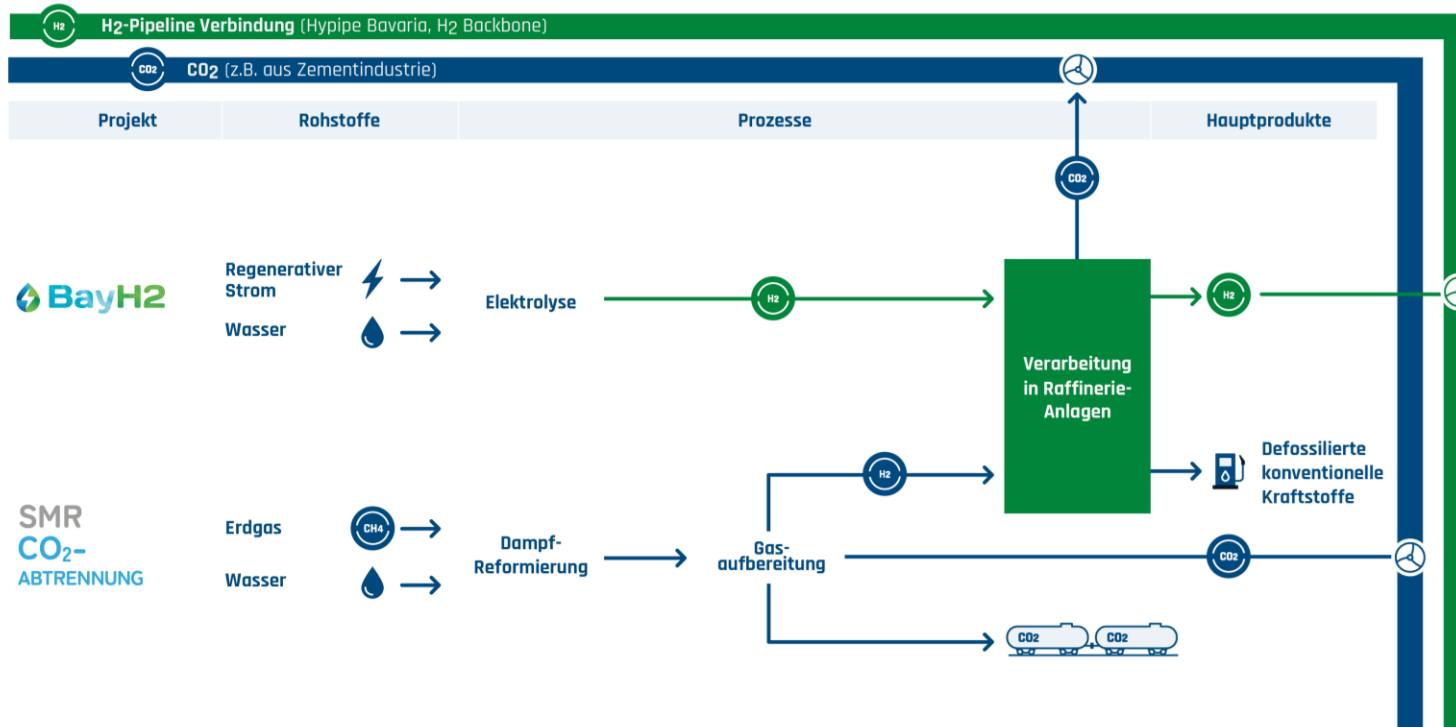 H2 H2-Pipeline Verbindung (Hypipe Bavaria, H2 Backbone)
CO2 CO2 (z.B. aus Zementindustrie)
Projekt Rohstoffe Prozesse Hauptprodukte
CO2
BayH2
Regenerativer
Strom
Wasser
Elektrolyse
H2
Verarbeitung
in Raffinerie-
Anlagen
H2
SMR
CO2-
ABTRENNUNG
Erdgas
CH4
Wasser
Dampf-
Reformierung
Gas-
aufbereitung
H2
Defossilierte
konventionelle
Kraftstoffe
CO2
CO2 CO2